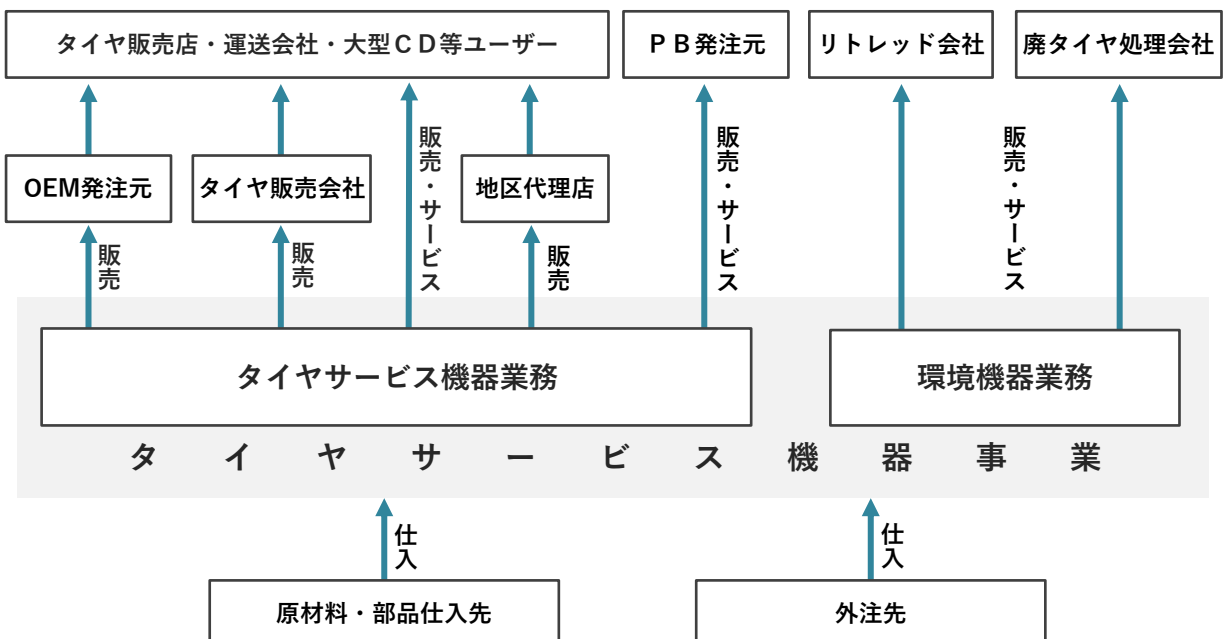 タイヤ販売店・運送会社・大型ＣＤ等ユーザー
ＰＢ発注元
リトレッド会社
廃タイヤ処理会社
OEM発注元
タイヤ販売会社
販売・サービス
地区代理店
販売・サービス
販売・サービス
販売
販売
販売
タイヤサービス機器業務
環境機器業務
タイヤサービス機器事業
仕入
仕入
原材料・部品仕入先
外注先